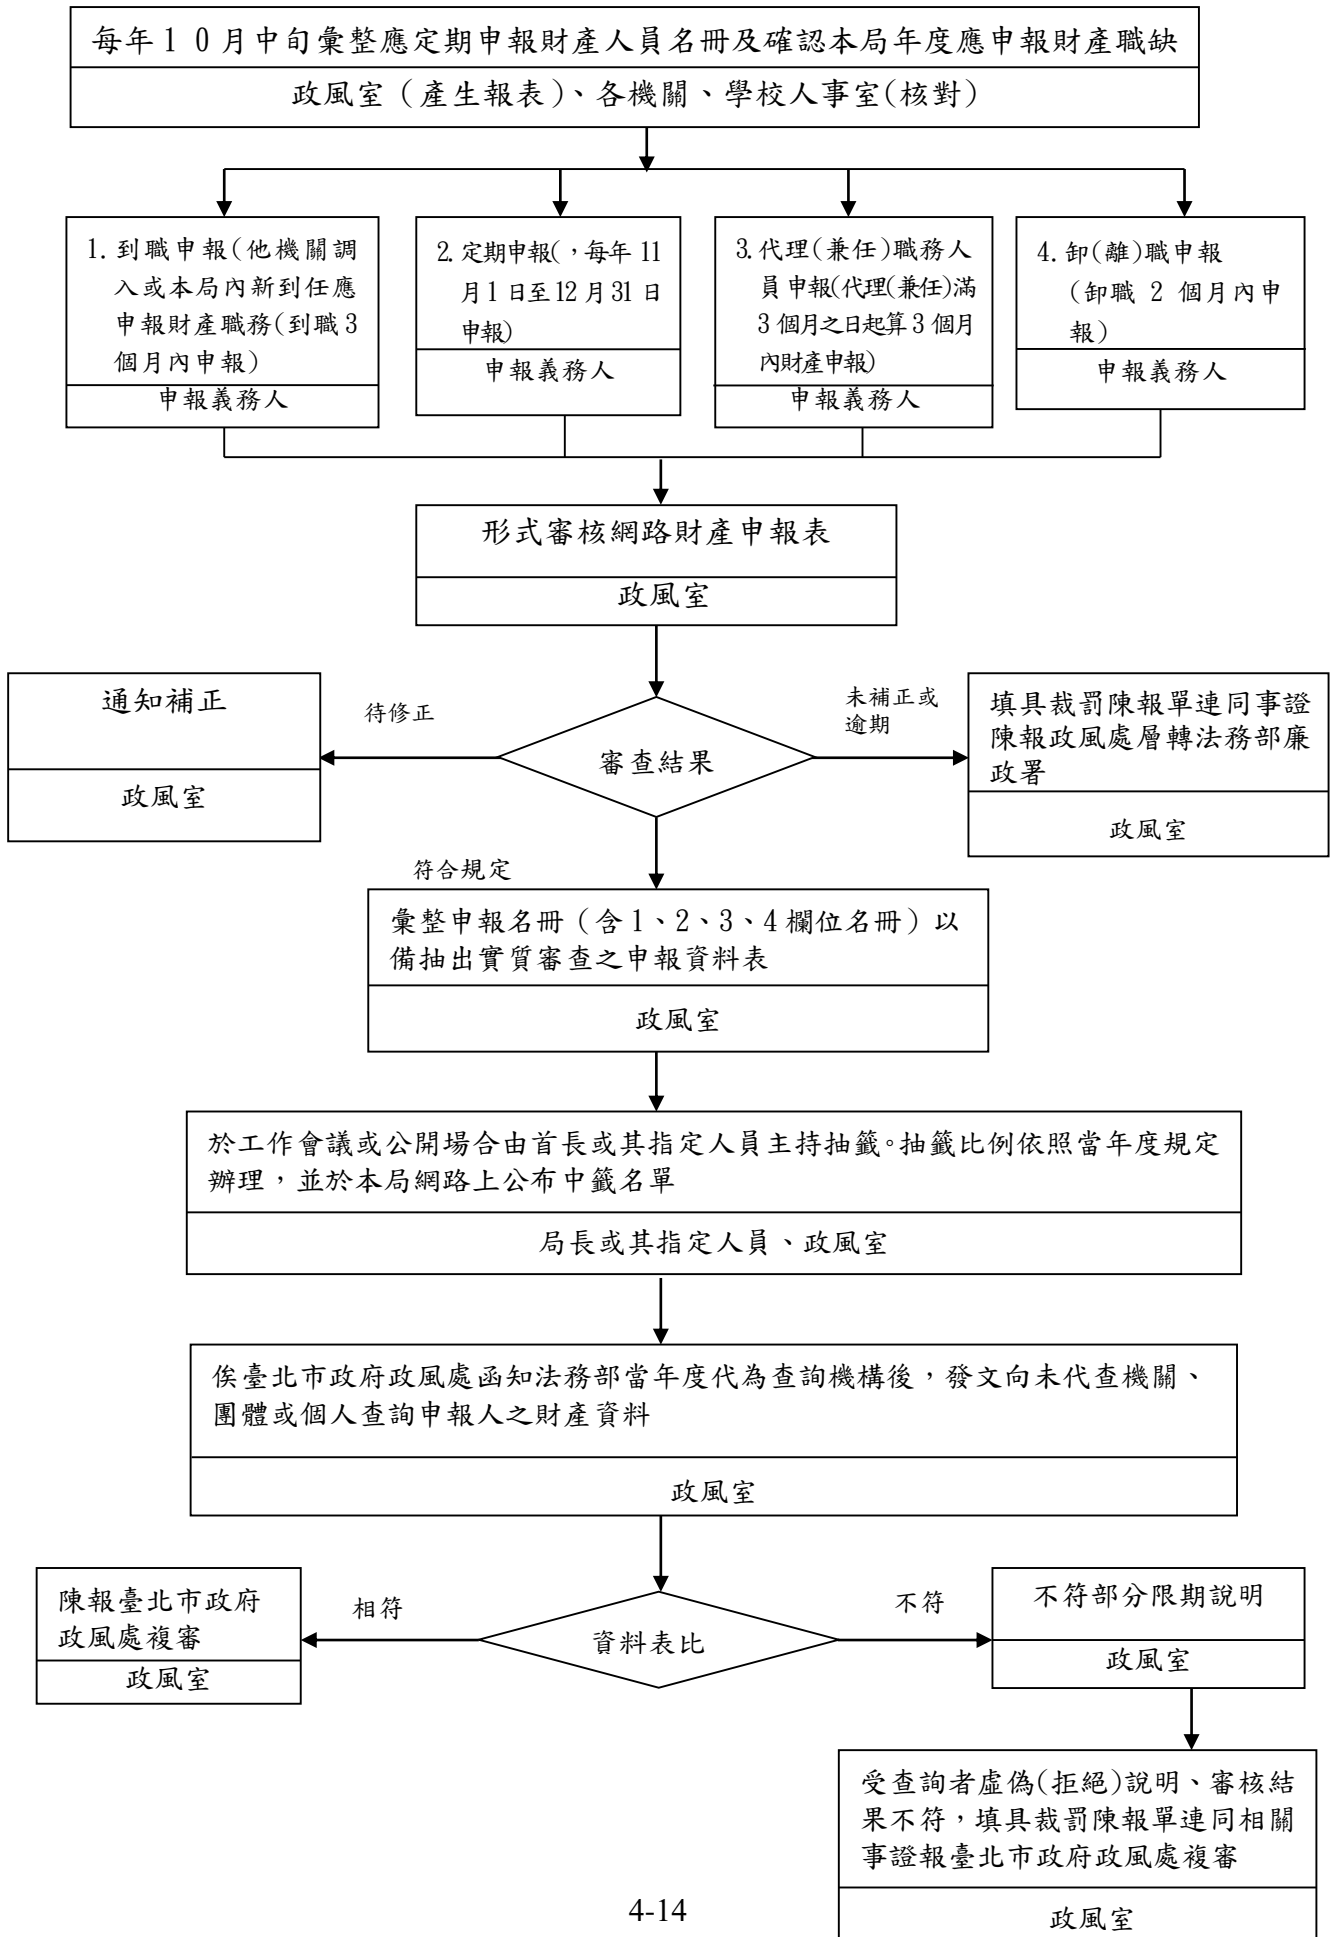 每年10月中旬彙整應定期申報財產人員名冊及確認本局年度應申報財產職缺
政風室（產生報表）、各機關、學校人事室(核對)
1. 到職申報(他機關調
入或本局內新到任應
申報財產職務(到職3
個月內申報)
申報義務人
2. 定期申報(，每年11
月1日至12月31日
申報)
申報義務人
3. 代理(兼任)職務人
員申報(代理(兼任)滿
3個月之日起算3個月
內財產申報)
申報義務人
4. 卸(離)職申報
(卸職 2 個月內申
報)
申報義務人
形式審核網路財產申報表
政風室
通知補正
政風室
待修正
審查結果
未補正或
逾期
填具裁罰陳報單連同事證
陳報政風處層轉法務部廉
政署
政風室
符合規定
彙整申報名冊（含1、2、3、4欄位名冊）以
備抽出實質審查之申報資料表
政風室
於工作會議或公開場合由首長或其指定人員主持抽籤。抽籤比例依照當年度規定
辦理，並於本局網路上公布中籤名單
局長或其指定人員、政風室
俟臺北市政府政風處函知法務部當年度代為查詢機構後，發文向未代查機關、
團體或個人查詢申報人之財產資料
政風室
陳報臺北市政府
政風處複審
政風室
相符
資料表比
不符
不符部分限期說明
政風室
受查詢者虛偽(拒絕)說明、審核結
果不符，填具裁罰陳報單連同相關
事證報臺北市政府政風處複審
政風室
4-14